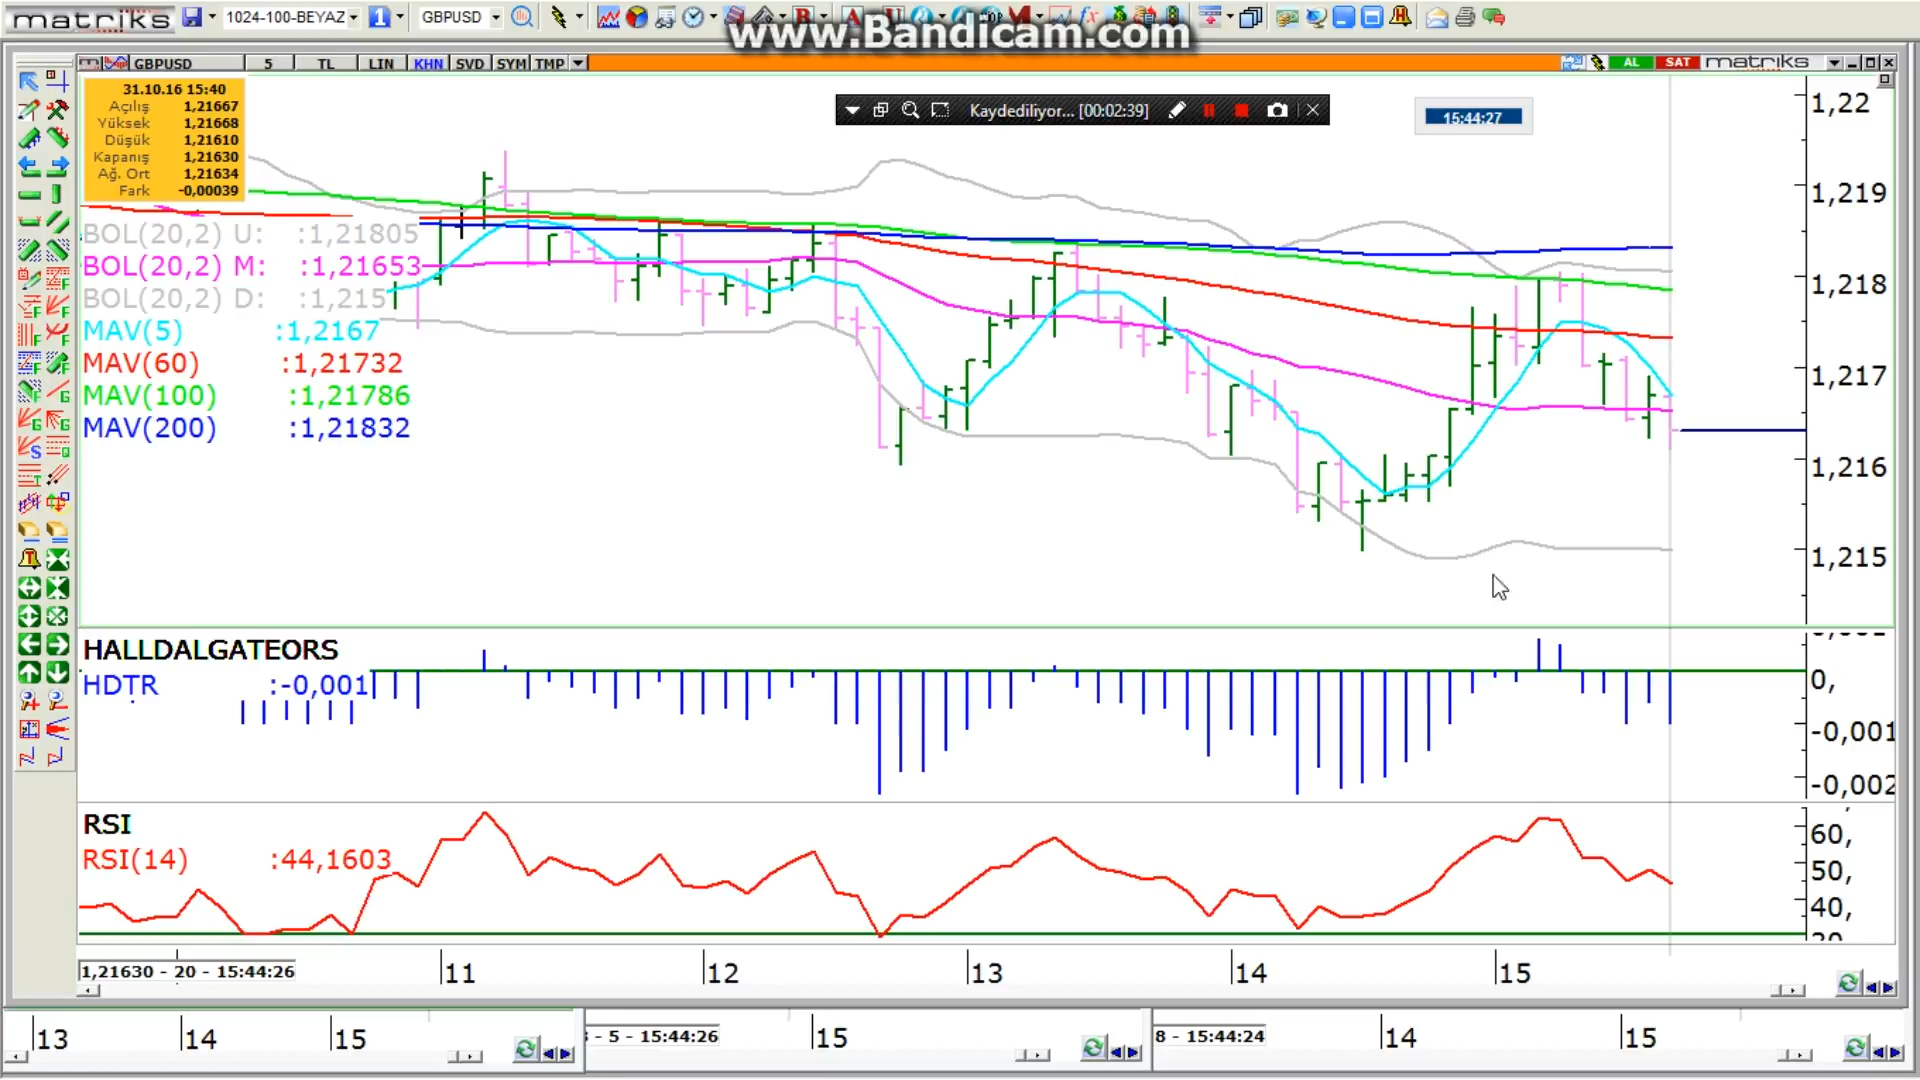 matriks 1024-100-BEYAZ 1 GBPUSD
www.Bandicam.com
GBPUSD 5 TL LIN KHN SVD SYM TMP AL SAT matriks
31.10.16 15:40
Açılış 1,21667
Yüksek 1,21668
Düşük 1,21610
Kapanış 1,21630
Ağ. Ort 1,21634
Fark -0,00039
Kaydediliyor... [00:02:39]
15:44:27
BOL(20,2) U: :1,21805
BOL(20,2) M: :1,21653
BOL(20,2) D: :1,215
MAV(5) :1,2167
MAV(60) :1,21732
MAV(100) :1,21786
MAV(200) :1,21832
1,22
1,219
1,218
1,217
1,216
1,215
HALLDALGATEORS
HDTR :-0,001
0,
-0,001
-0,002
RSI
RSI(14) :44,1603
60,
50,
40,
1,21630 - 20 - 15:44:26
11 12 13 14 15
13 14 15
- 5 - 15:44:26 15
8 - 15:44:24 14 15